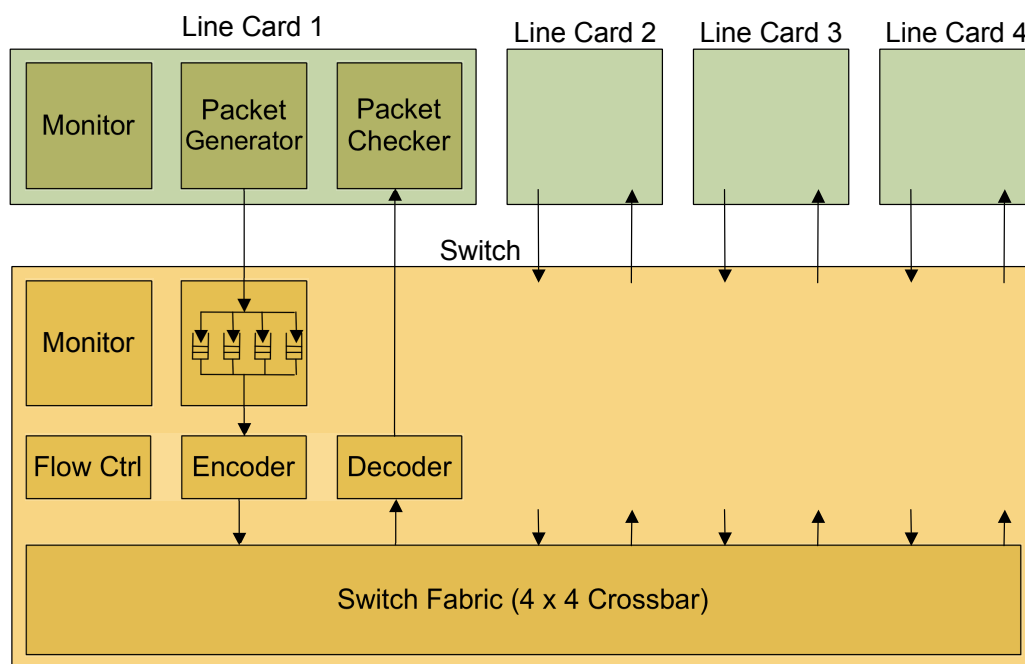 Line Card 1
Line Card 2
Line Card 3
Line Card 4
Monitor
Packet
Generator
Packet
Checker
Switch
Monitor
Flow Ctrl
Encoder
Decoder
Switch Fabric (4 x 4 Crossbar)